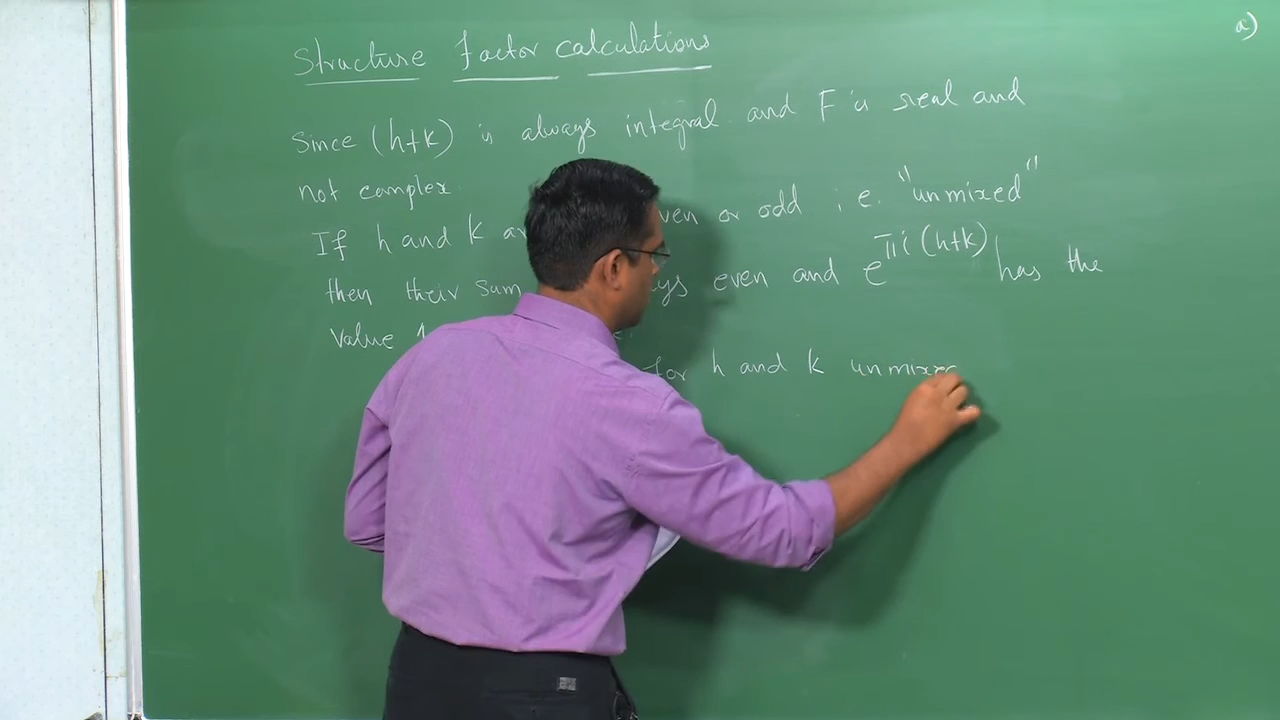 a)
Structure factor calculations
Since (h+k) is always integral and F is real and
not complex.
If h and k even or odd i.e. "unmixed"
then their sum even and e^πi(h+k) has the
Value 1
for h and k unmixed